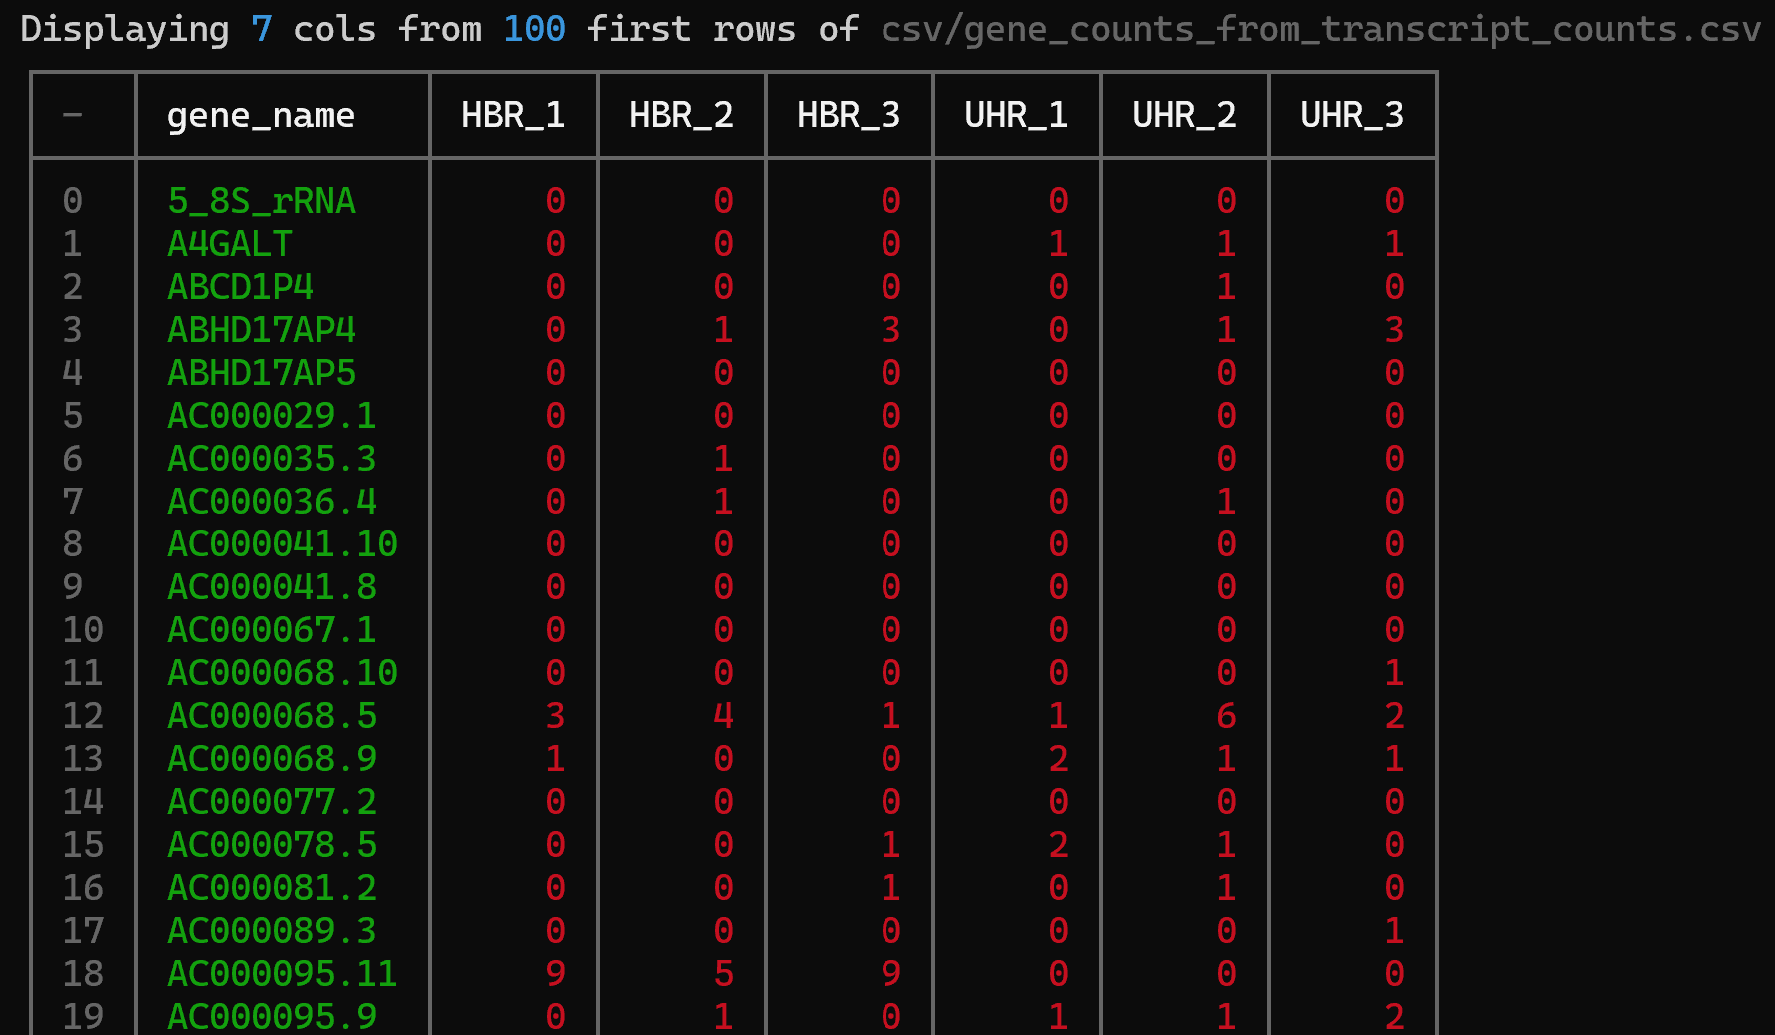 Displaying 7 cols from 100 first rows of csv/gene_counts_from_transcript_counts.csv
- gene_name HBR_1 HBR_2 HBR_3 UHR_1 UHR_2 UHR_3
0 5_8S_rRNA 0 0 0 0 0 0
1 A4GALT 0 0 0 1 1 1
2 ABCD1P4 0 0 0 0 1 0
3 ABHD17AP4 0 1 3 0 1 3
4 ABHD17AP5 0 0 0 0 0 0
5 AC000029.1 0 0 0 0 0 0
6 AC000035.3 0 1 0 0 0 0
7 AC000036.4 0 1 0 0 1 0
8 AC000041.10 0 0 0 0 0 0
9 AC000041.8 0 0 0 0 0 0
10 AC000067.1 0 0 0 0 0 0
11 AC000068.10 0 0 0 0 0 1
12 AC000068.5 3 4 1 1 6 2
13 AC000068.9 1 0 0 2 1 1
14 AC000077.2 0 0 0 0 0 0
15 AC000078.5 0 0 1 2 1 0
16 AC000081.2 0 0 1 0 1 0
17 AC000089.3 0 0 0 0 0 1
18 AC000095.11 9 5 9 0 0 0
19 AC000095.9 0 1 0 1 1 2